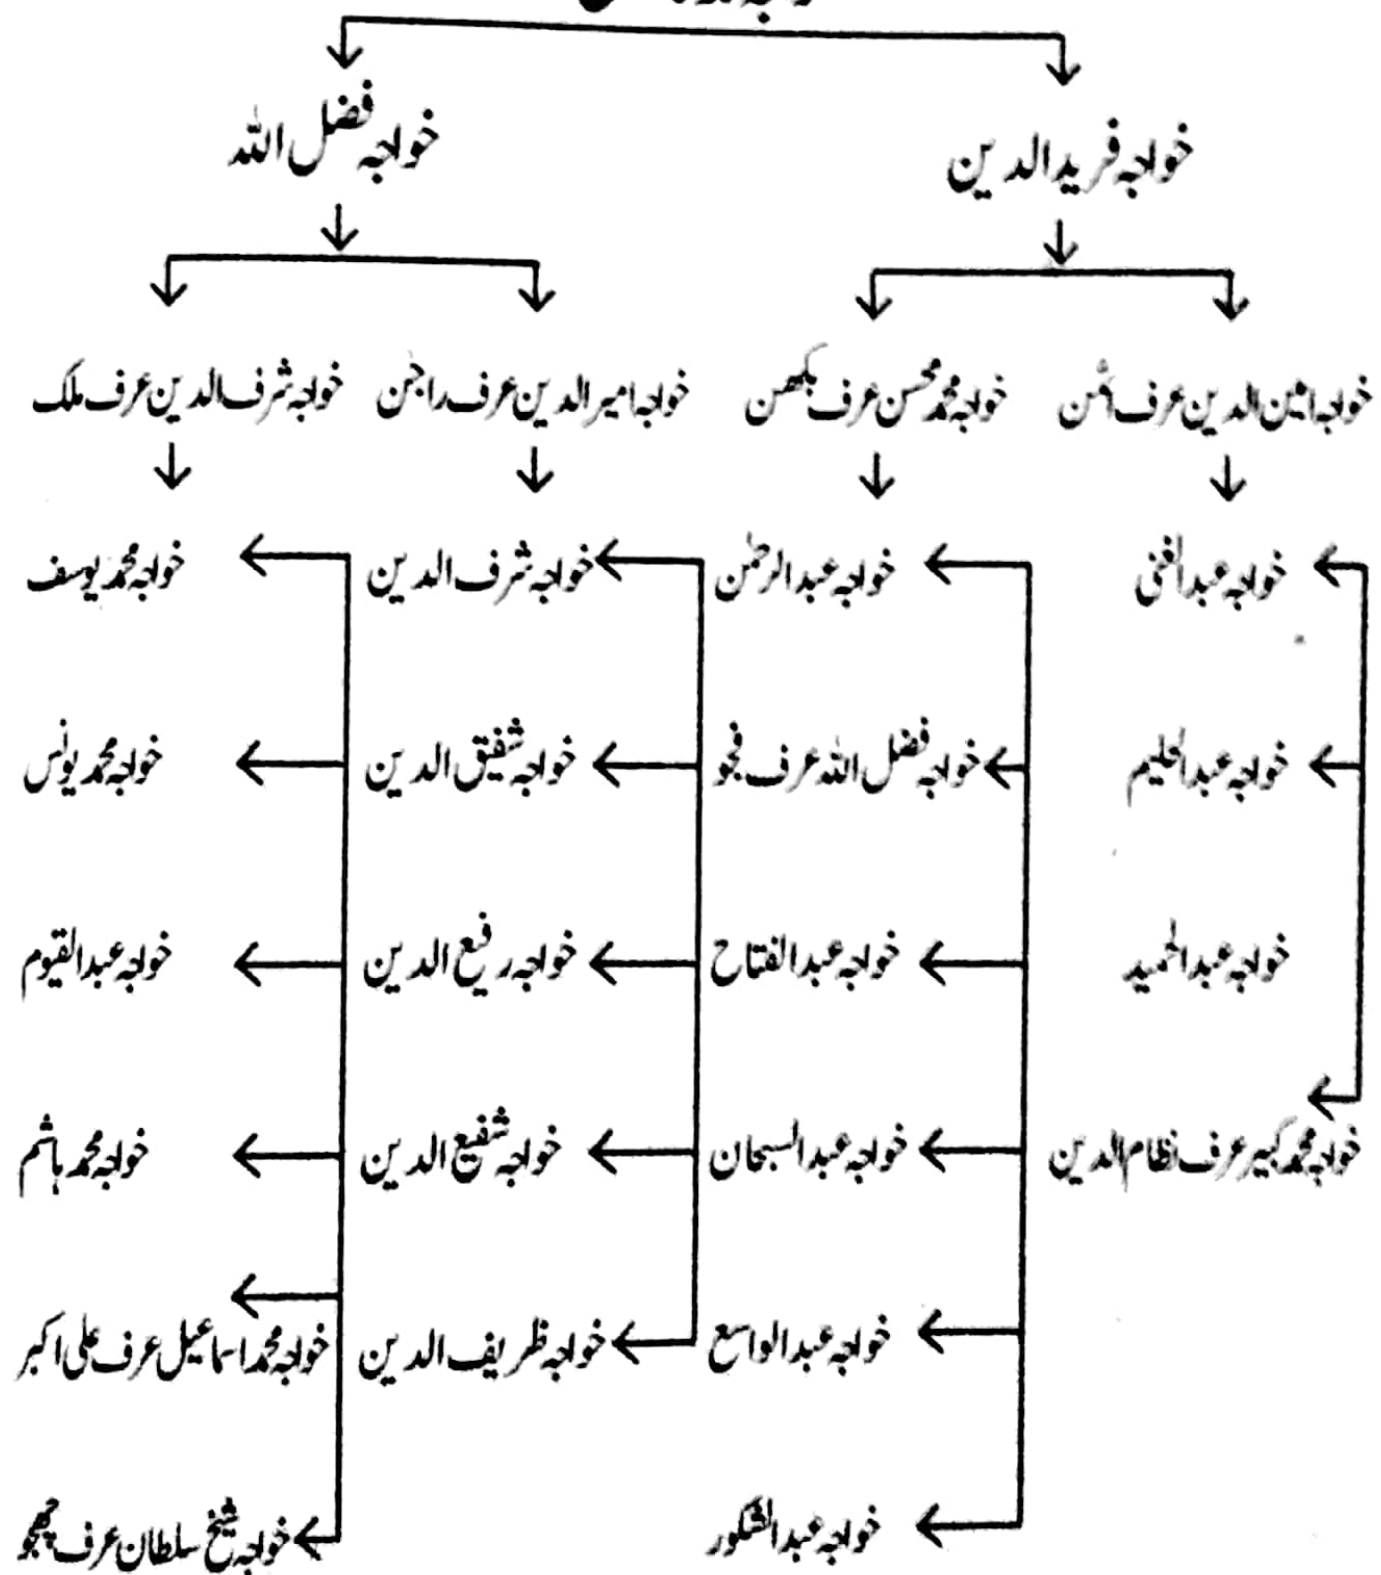 خواجہ فرید الدین
خواجہ فضل اللہ
خواجہ امین الدین عرف امّن
خواجہ محمد محسن عرف مکھن
خواجہ امیر الدین عرف راجن
خواجہ شرف الدین عرف ملک
خواجہ عبد الغنی
خواجہ عبد الرحمٰن
خواجہ شرف الدین
خواجہ محمد یوسف
خواجہ عبد الحلیم
خواجہ فضل اللہ عرف فجو
خواجہ شفیق الدین
خواجہ محمد یونس
خواجہ عبد الحمید
خواجہ عبد الفتاح
خواجہ رفیع الدین
خواجہ عبد القیوم
خواجہ محمد کبیر عرف نظام الدین
خواجہ عبد السبحان
خواجہ شفیع الدین
خواجہ محمد ہاشم
خواجہ عبد الواسع
خواجہ ظریف الدین
خواجہ محمد اسماعیل عرف علی اکبر
خواجہ عبد الشکور
خواجہ شیخ سلطان عرف چھجو